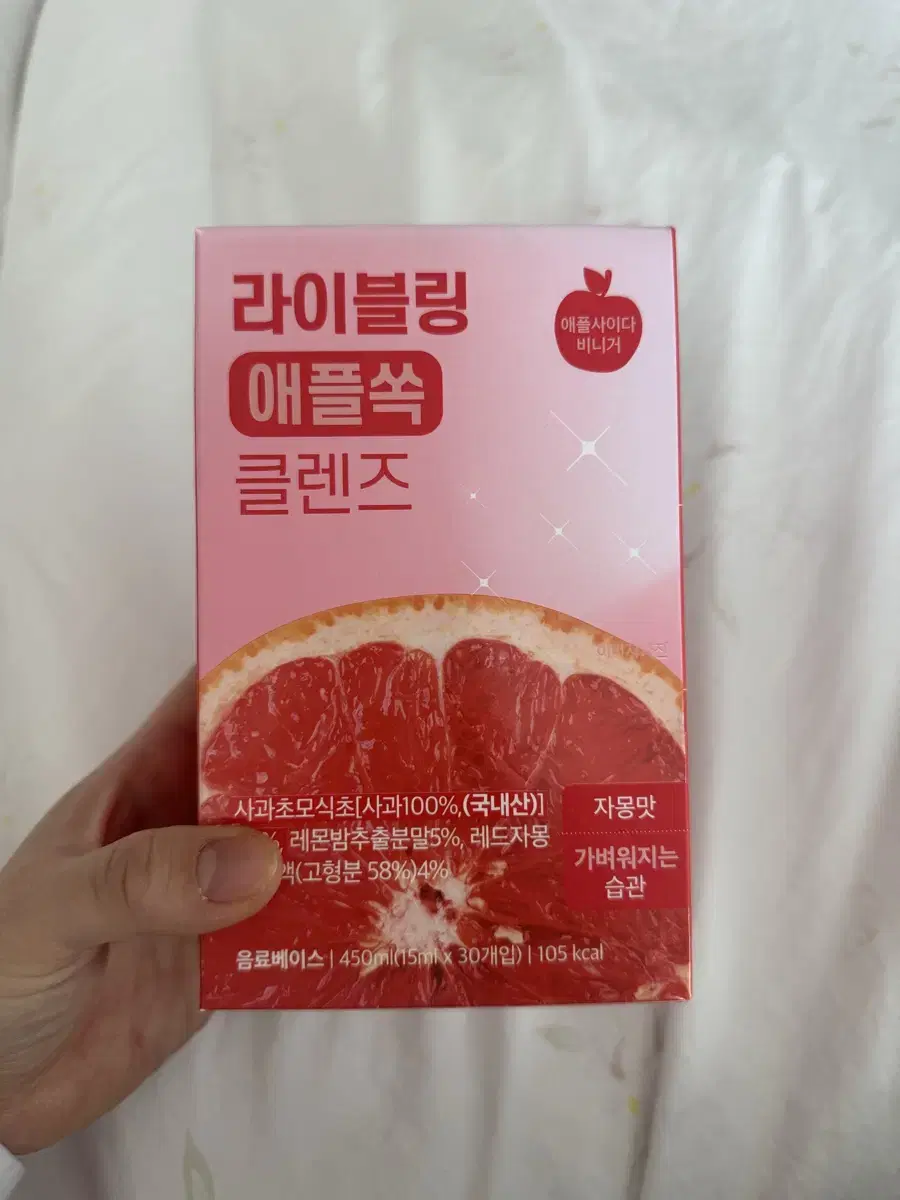 라이블링
애플쏙
클렌즈
애플사이다
비니거
사과초모식초[사과100%,(국내산)]
레몬밤추출분말5%, 레드자몽
액(고형분 58%)4%
자몽맛
가벼워지는
습관
음료베이스 | 450ml(15ml x 30개입) | 105 kcal